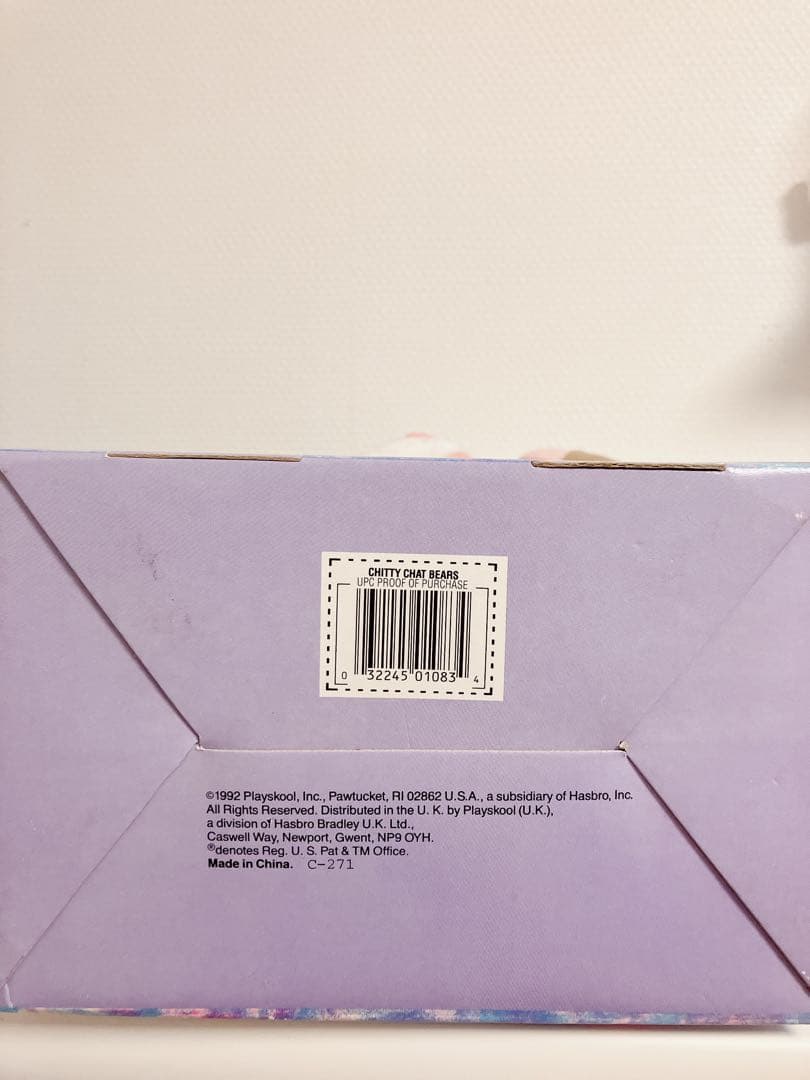 CHITTY CHAT BEARS
UPC PROOF OF PURCHASE
0 32245 01083 4
©1992 Playskool, Inc., Pawtucket, RI 02862 U.S.A., a subsidiary of Hasbro, Inc.
All Rights Reserved. Distributed in the U. K. by Playskool (U.K.),
a division of Hasbro Bradley U.K. Ltd.,
Caswell Way, Newport, Gwent, NP9 OYH.
®denotes Reg. U. S. Pat & TM Office.
Made in China. C-271